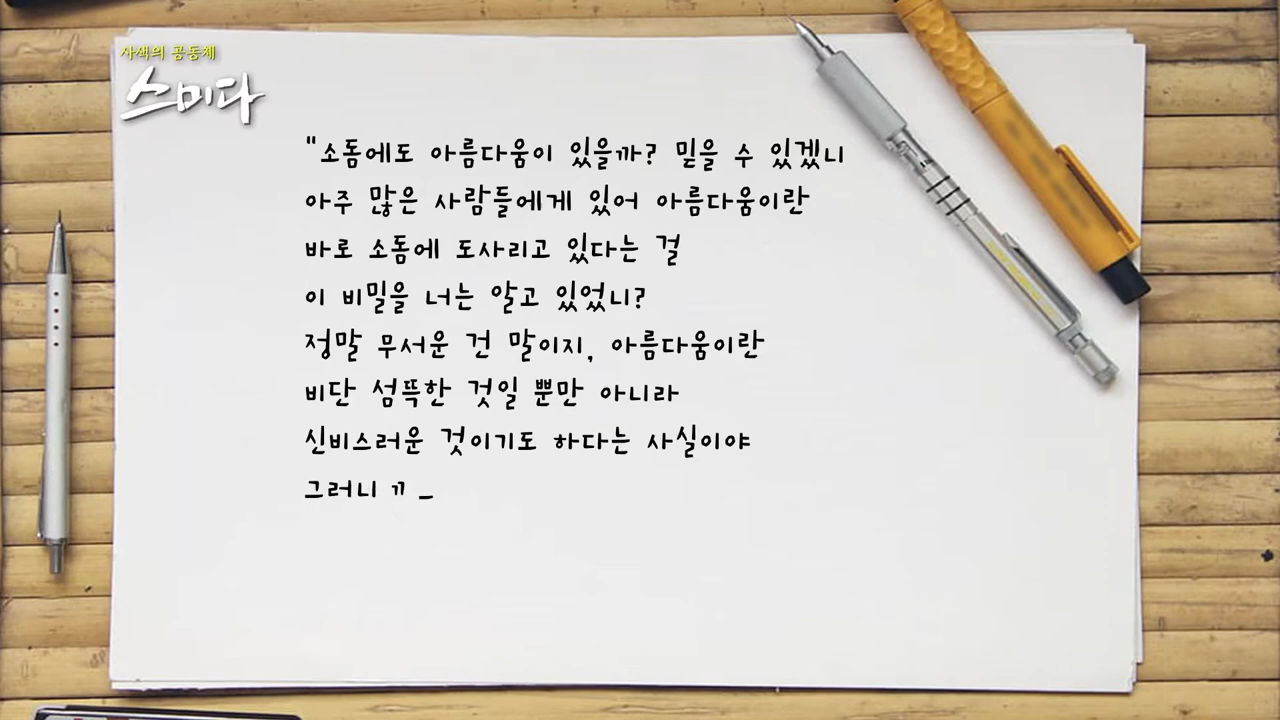 사색의 공동체
스미다
"소돔에도 아름다움이 있을까? 믿을 수 있겠니
아주 많은 사람들에게 있어 아름다움이란
바로 소돔에 도사리고 있다는 걸
이 비밀을 너는 알고 있었니?
정말 무서운 건 말이지, 아름다움이란
비단 섬뜩한 것일 뿐만 아니라
신비스러운 것이기도 하다는 사실이야
그러니 ㄲ _